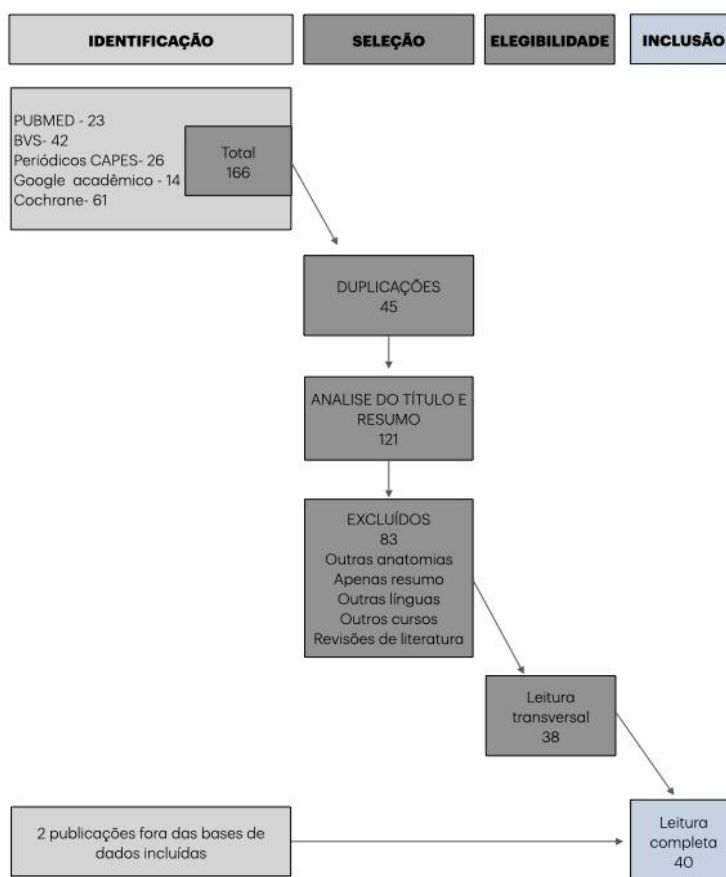 IDENTIFICAÇÃO
SELEÇÃO
ELEGIBILIDADE
INCLUSÃO
PUBMED - 23
BVS- 42
Periódicos CAPES- 26
Google acadêmico - 14
Cochrane- 61
Total
166
DUPLICAÇÕES
45
ANALISE DO TÍTULO E
RESUMO
121
EXCLUÍDOS
83
Outras anatomias
Apenas resumo
Outras línguas
Outros cursos
Revisões de literatura
Leitura
transversal
38
2 publicações fora das bases de
dados incluídas
Leitura
completa
40